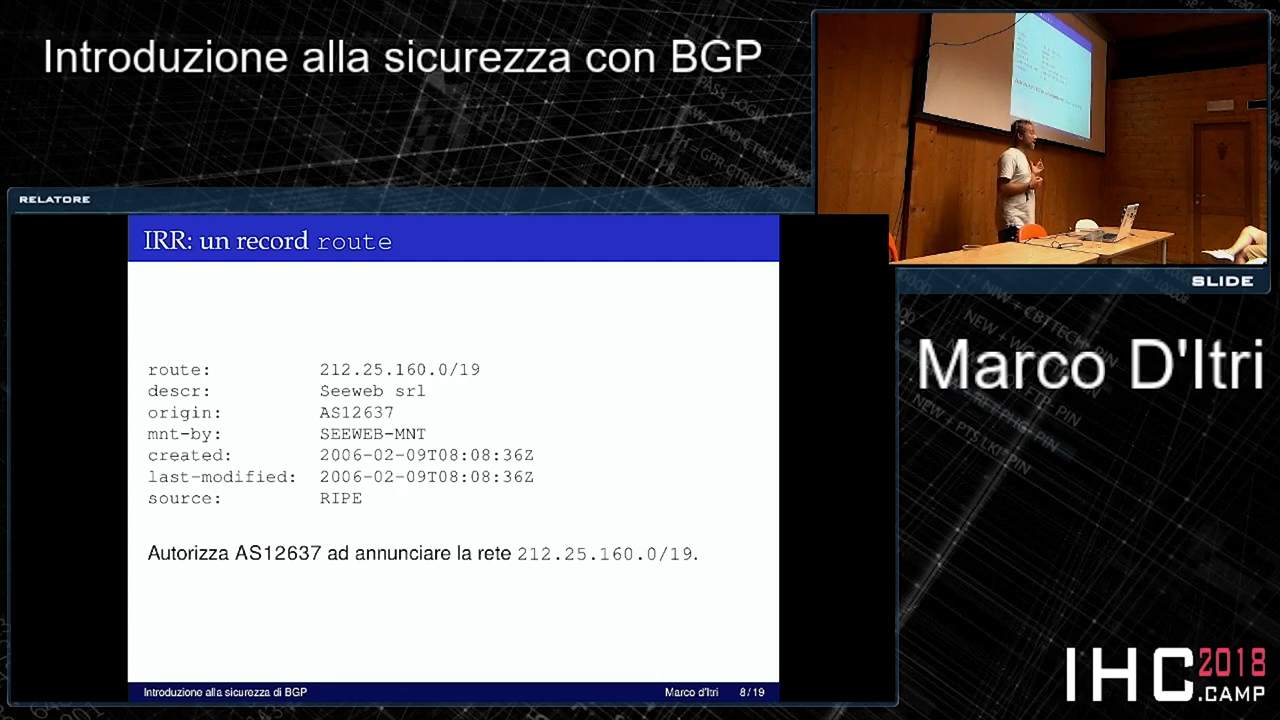 Introduzione alla sicurezza con BGP
RELATORE
IRR: un record route
route: 212.25.160.0/19
descr: Seeweb srl
origin: AS12637
mnt-by: SEEWEB-MNT
created: 2006-02-09T08:08:36Z
last-modified: 2006-02-09T08:08:36Z
source: RIPE
Autorizza AS12637 ad annunciare la rete 212.25.160.0/19.
Introduzione alla sicurezza di BGP
Marco d'Itri
8/19
SLIDE
Marco D'Itri
IHC 2018
.CAMP